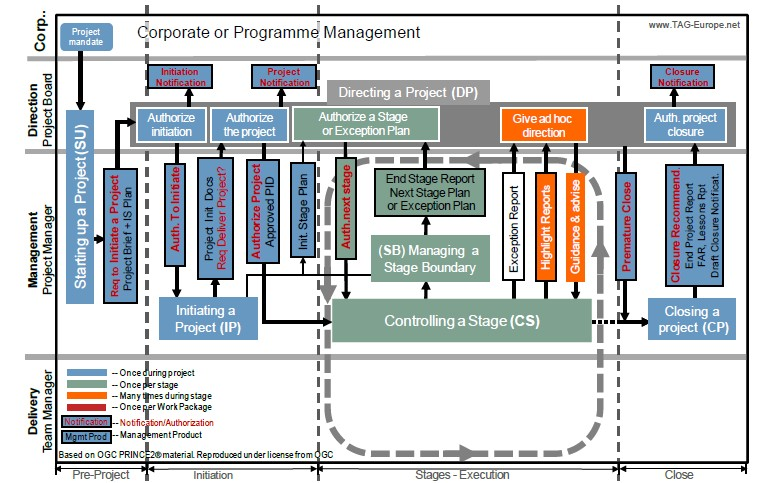 Corp..
Project
mandate
Corporate or Programme Management
www.TAG-Europe.net
Direction
Project Board
Initiation
Notification
Project
Notification
Closure
Notification
Directing a Project (DP)
Authorize
initiation
Authorize
the project
Authorize a Stage
or Exception Plan
Give ad hoc
direction
Auth. project
closure
Management
Project Manager
Starting up a Project(SU)
Req to Initiate a Project
Project Brief + IS Plan
Auth. To Initiate
Project Init Docs
Req Deliver Project?
Authorize Project
Approved PID
Init. Stage Plan
Auth.next stage
End Stage Report
Next Stage Plan
or Exception Plan
Exception Report
Highlight Reports
Guidance & advise
Premature Close
Closure Recommend.
End Project Report
FAR, Lessons Rpt
Draft Closure Notificat.
(SB) Managing a
Stage Boundary
Initiating a
Project (IP)
Controlling a Stage (CS)
Closing a
project (CP)
Delivery
Team Manager
-- Once during project
-- Once per stage
-- Many times during stage
-- Once per Work Package
Notification -- Notification/Authorization
Mgmt Prod -- Management Product
Based on OGC PRINCE2® material. Reproduced under license from OGC
Pre-Project
Initiation
Stages - Execution
Close